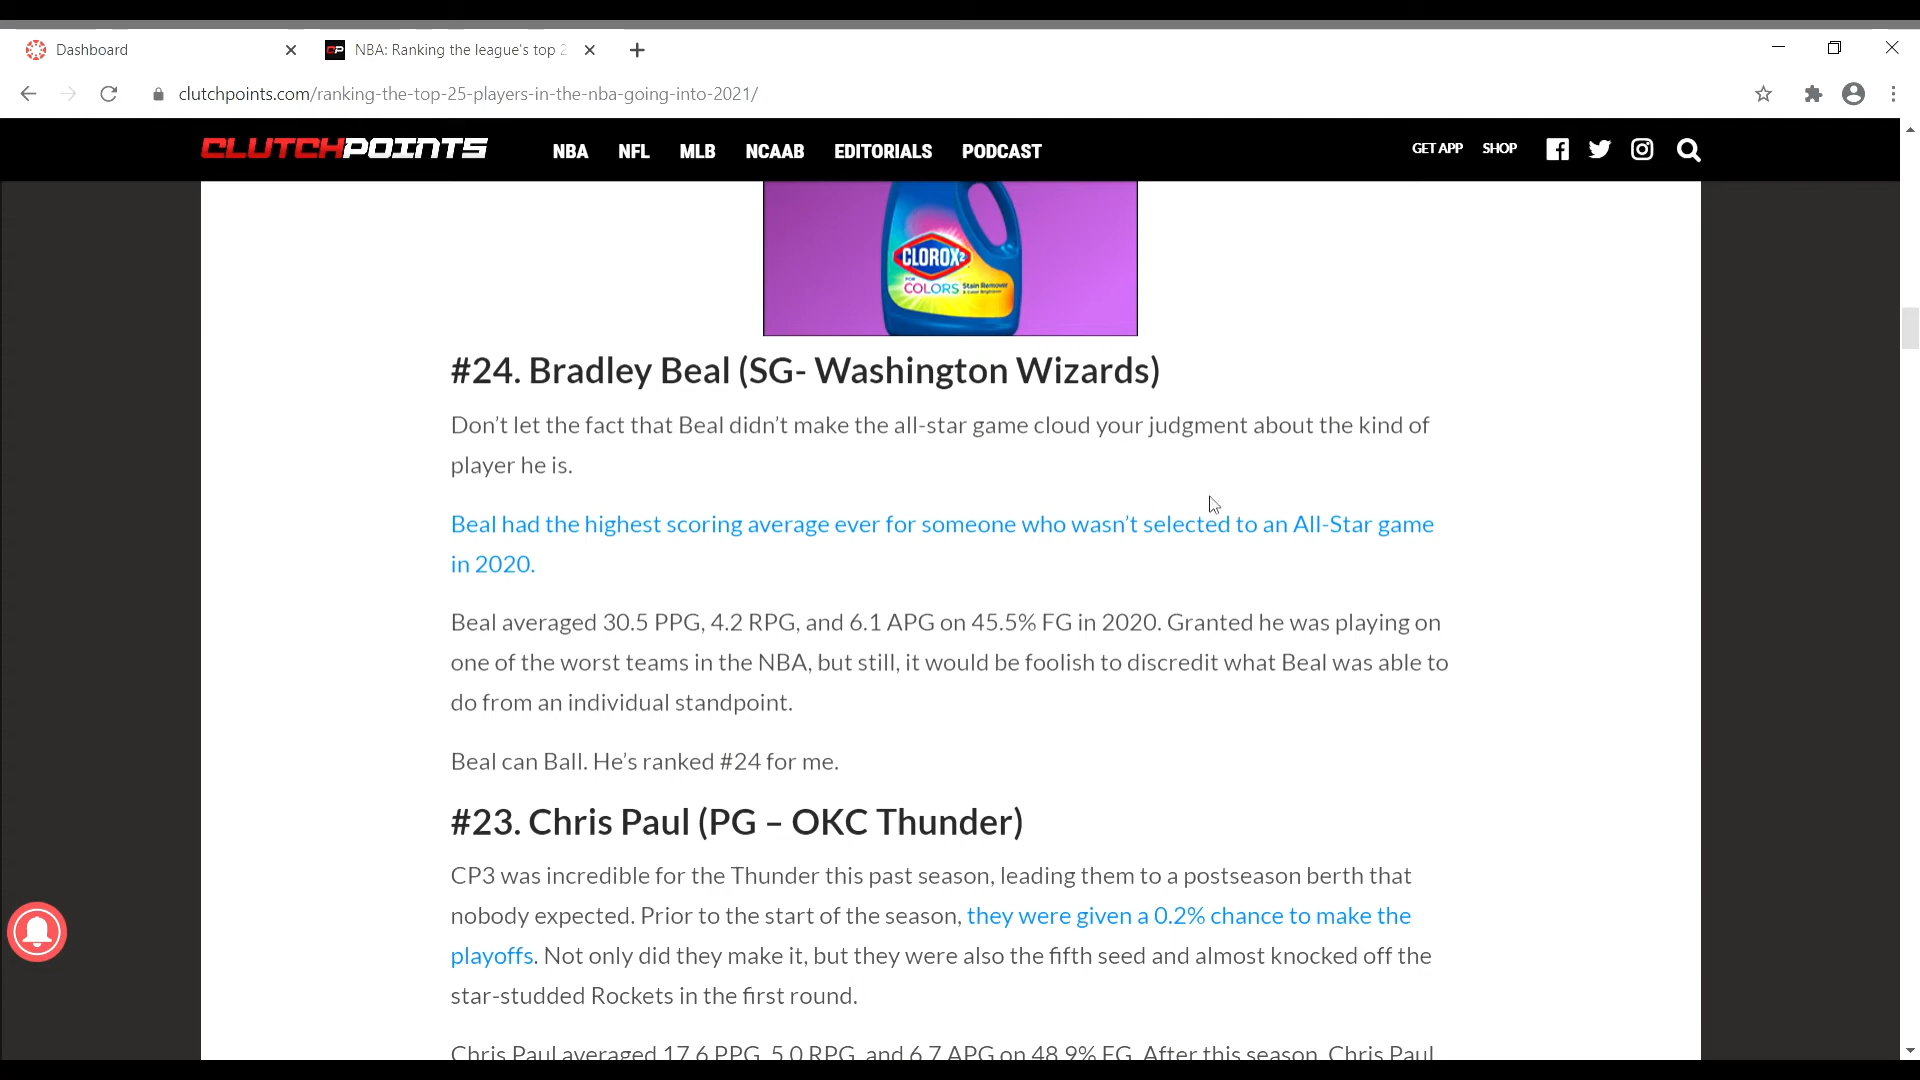 Dashboard
NBA: Ranking the league's top 2
clutchpoints.com/ranking-the-top-25-players-in-the-nba-going-into-2021/
CLUTCHPOINTS NBA NFL MLB NCAAB EDITORIALS PODCAST GET APP SHOP
CLOROX2
FOR
COLORS Stain Remover
& Color Brightener
#24. Bradley Beal (SG- Washington Wizards)
Don’t let the fact that Beal didn’t make the all-star game cloud your judgment about the kind of
player he is.
Beal had the highest scoring average ever for someone who wasn’t selected to an All-Star game
in 2020.
Beal averaged 30.5 PPG, 4.2 RPG, and 6.1 APG on 45.5% FG in 2020. Granted he was playing on
one of the worst teams in the NBA, but still, it would be foolish to discredit what Beal was able to
do from an individual standpoint.
Beal can Ball. He’s ranked #24 for me.
#23. Chris Paul (PG – OKC Thunder)
CP3 was incredible for the Thunder this past season, leading them to a postseason berth that
nobody expected. Prior to the start of the season, they were given a 0.2% chance to make the
playoffs. Not only did they make it, but they were also the fifth seed and almost knocked off the
star-studded Rockets in the first round.
Chris Paul averaged 17.6 PPG, 5.0 RPG, and 6.7 APG on 48.9% FG. After this season, Chris Paul